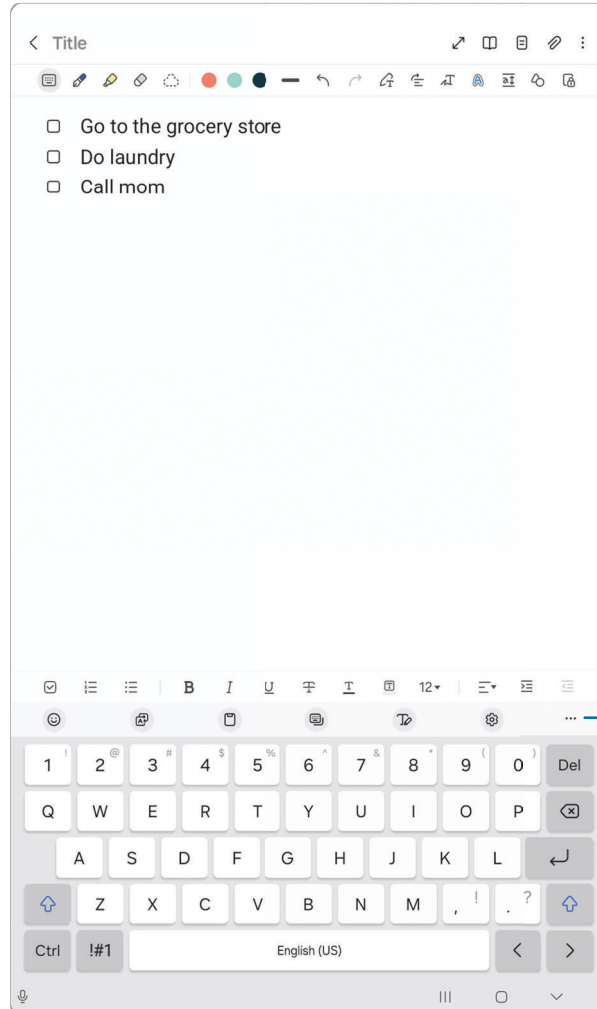 Title
Go to the grocery store
Do laundry
Call mom
B I U T T T 12
1 ! 2 @ 3 # 4 $ 5 % 6 ^ 7 & 8 * 9 ( 0 ) Del
Q W E R T Y U I O P
A S D F G H J K L
Z X C V B N M , ! . ?
Ctrl !#1 English (US) < >